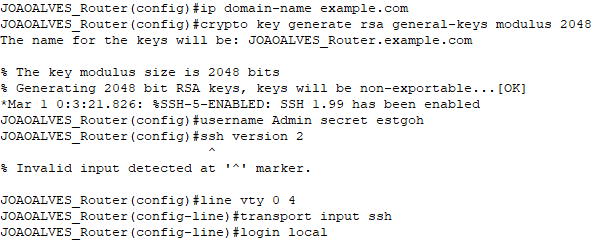 JOAOALVES_Router(config)#ip domain-name example.com
JOAOALVES_Router(config)#crypto key generate rsa general-keys modulus 2048
The name for the keys will be: JOAOALVES_Router.example.com

% The key modulus size is 2048 bits
% Generating 2048 bit RSA keys, keys will be non-exportable...[OK]
*Mar 1 0:3:21.826: %SSH-5-ENABLED: SSH 1.99 has been enabled
JOAOALVES_Router(config)#username Admin secret estgoh
JOAOALVES_Router(config)#ssh version 2
                          ^
% Invalid input detected at '^' marker.

JOAOALVES_Router(config)#line vty 0 4
JOAOALVES_Router(config-line)#transport input ssh
JOAOALVES_Router(config-line)#login local